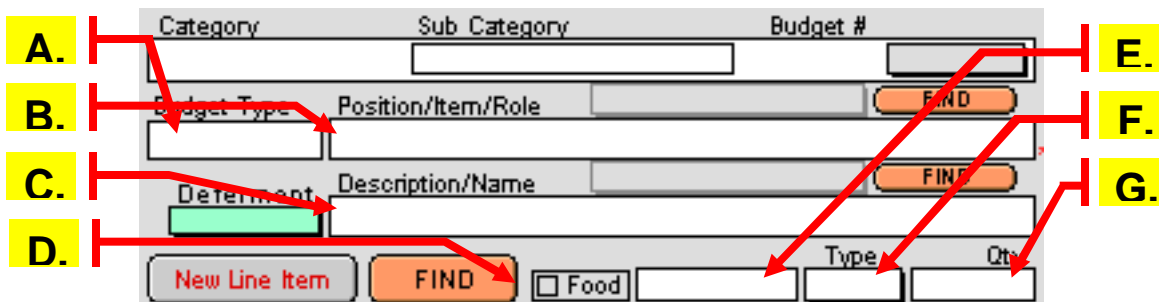 A.
Category Sub Category Budget #
E.
B.
Budget Type Position/Item/Role FIND
F.
C.
Determent Description/Name FIND
G.
D.
New Line Item FIND Food Type Qty